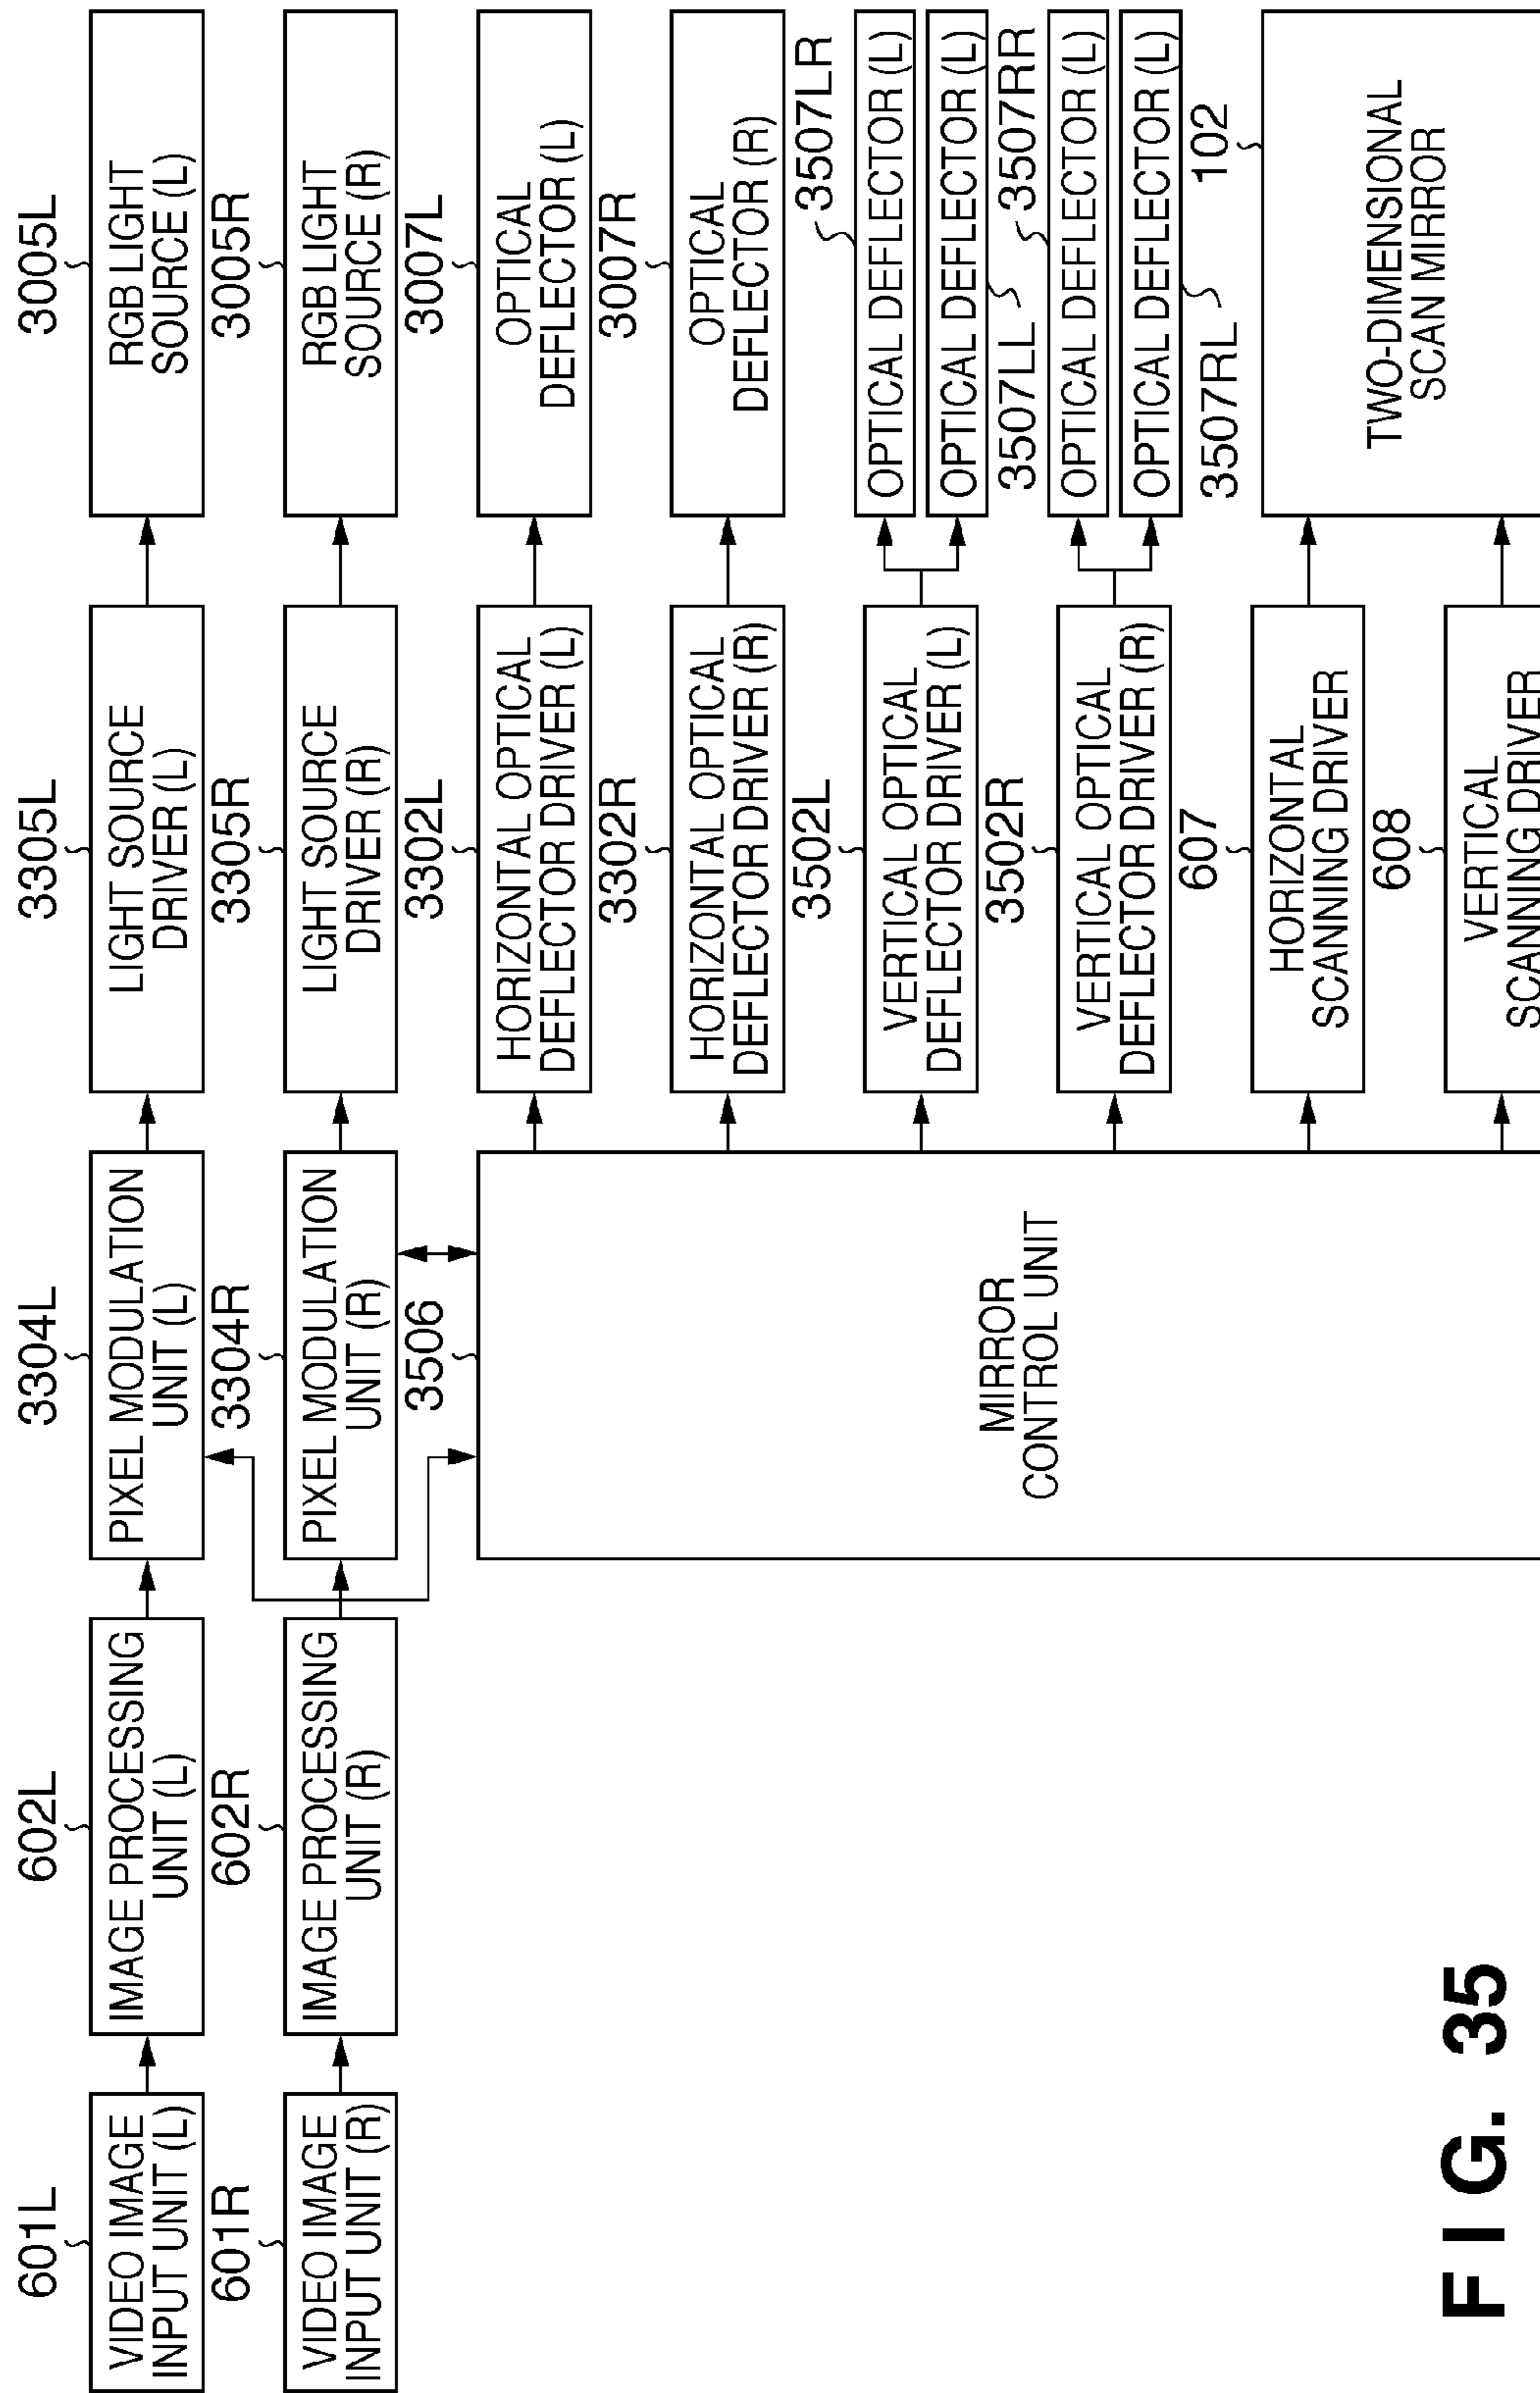 601L
VIDEO IMAGE
INPUT UNIT (L)
602L
IMAGE PROCESSING
UNIT (L)
3304L
PIXEL MODULATION
UNIT (L)
3305L
LIGHT SOURCE
DRIVER (L)
3005L
RGB LIGHT
SOURCE (L)
601R
VIDEO IMAGE
INPUT UNIT (R)
602R
IMAGE PROCESSING
UNIT (R)
3304R
PIXEL MODULATION
UNIT (R)
3305R
LIGHT SOURCE
DRIVER (R)
3005R
RGB LIGHT
SOURCE (R)
3506
MIRROR
CONTROL UNIT
3302L
HORIZONTAL OPTICAL
DEFLECTOR DRIVER (L)
3007L
OPTICAL
DEFLECTOR (L)
3302R
HORIZONTAL OPTICAL
DEFLECTOR DRIVER (R)
3007R
OPTICAL
DEFLECTOR (R)
3502L
VERTICAL OPTICAL
DEFLECTOR DRIVER (L)
3507LR
OPTICAL DEFLECTOR (L)
OPTICAL DEFLECTOR (L)
3507LL
3502R
VERTICAL OPTICAL
DEFLECTOR DRIVER (R)
3507RR
OPTICAL DEFLECTOR (L)
OPTICAL DEFLECTOR (L)
3507RL
607
HORIZONTAL
SCANNING DRIVER
102
TWO-DIMENSIONAL
SCAN MIRROR
608
VERTICAL
SCANNING DRIVER
FIG. 35